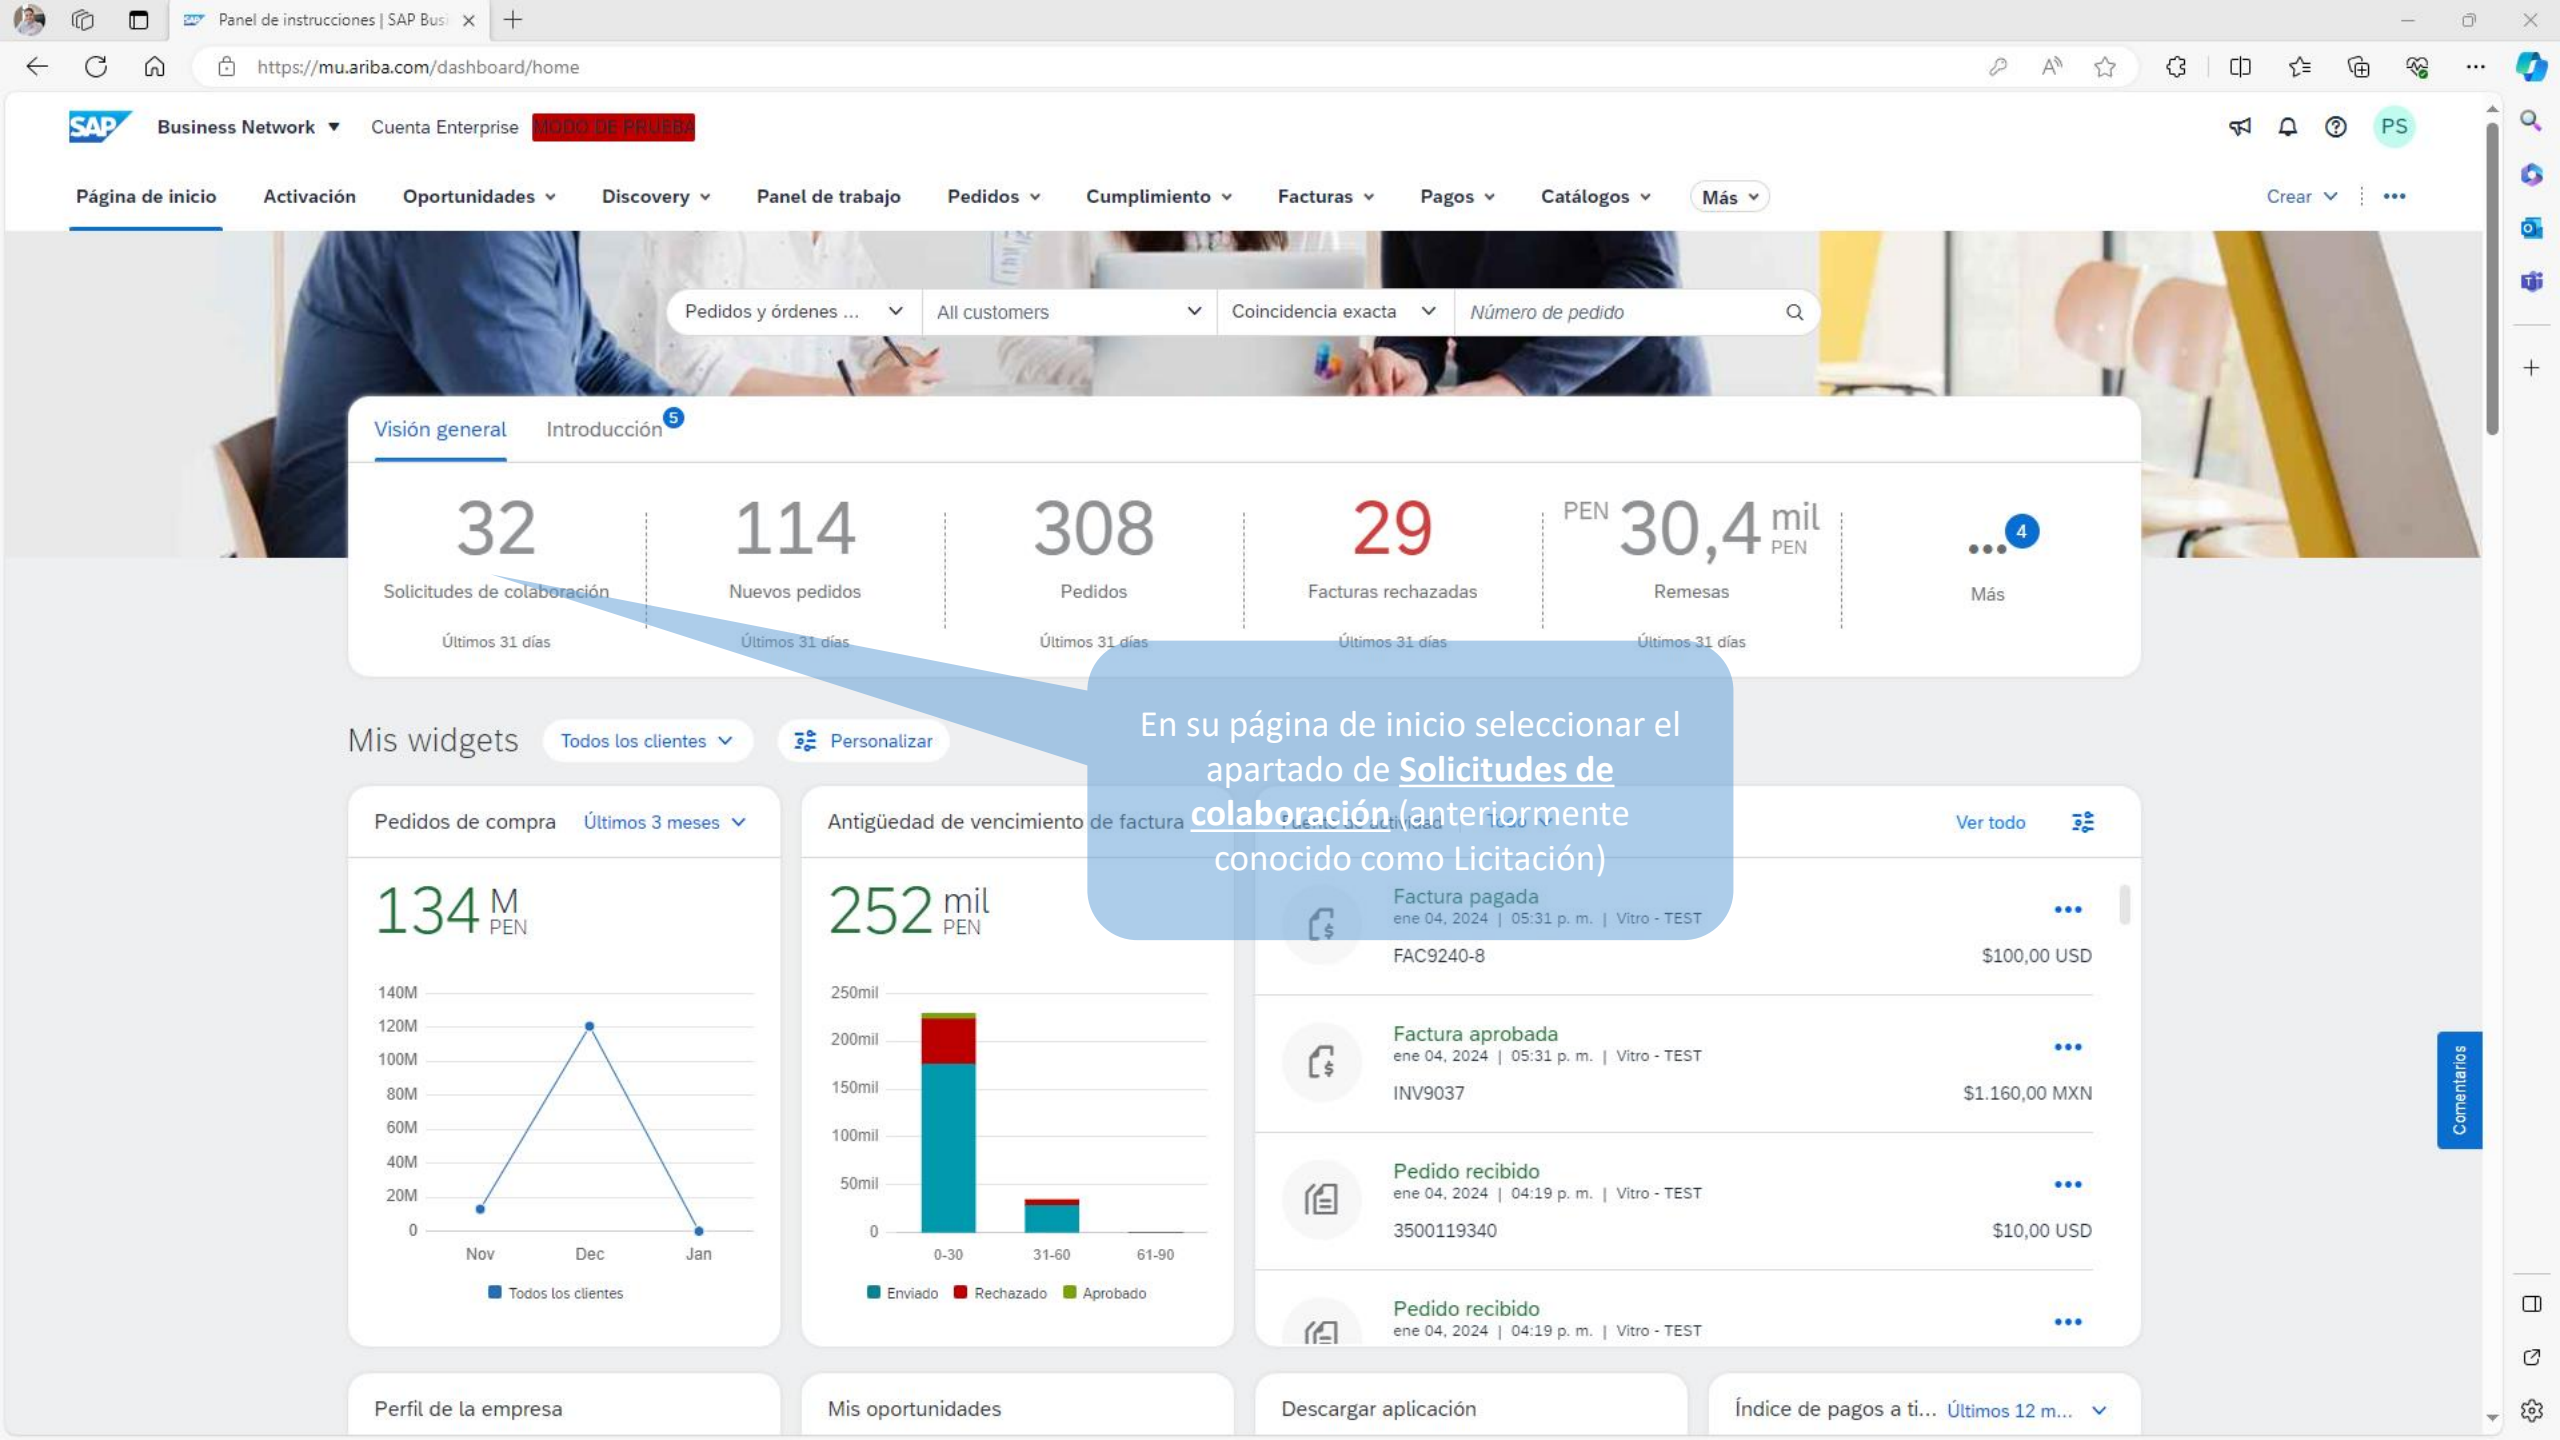 Panel de instrucciones | SAP Busi
https://mu.ariba.com/dashboard/home
SAP Business Network Cuenta Enterprise MODO DE PRUEBA
PS
Página de inicio Activación Oportunidades Discovery Panel de trabajo Pedidos Cumplimiento Facturas Pagos Catálogos Más Crear
Pedidos y órdenes ... All customers Coincidencia exacta Número de pedido
Visión general Introducción 5
32 114 308 29 PEN 30,4 mil PEN ... 4
Solicitudes de colaboración Nuevos pedidos Pedidos Facturas rechazadas Remesas Más
Últimos 31 días Últimos 31 días Últimos 31 días Últimos 31 días Últimos 31 días
En su página de inicio seleccionar el
apartado de Solicitudes de
colaboración (anteriormente
conocido como Licitación)
Mis widgets Todos los clientes Personalizar
Pedidos de compra Últimos 3 meses
134 M PEN
140M
120M
100M
80M
60M
40M
20M
0
Nov Dec Jan
Todos los clientes
Antigüedad de vencimiento de factura
252 mil PEN
250mil
200mil
150mil
100mil
50mil
0
0-30 31-60 61-90
Enviado Rechazado Aprobado
Ver todo
Factura pagada
ene 04, 2024 | 05:31 p. m. | Vitro - TEST
FAC9240-8 $100,00 USD
Factura aprobada
ene 04, 2024 | 05:31 p. m. | Vitro - TEST
INV9037 $1.160,00 MXN
Pedido recibido
ene 04, 2024 | 04:19 p. m. | Vitro - TEST
3500119340 $10,00 USD
Pedido recibido
ene 04, 2024 | 04:19 p. m. | Vitro - TEST
Comentarios
Perfil de la empresa Mis oportunidades Descargar aplicación Índice de pagos a ti... Últimos 12 m...